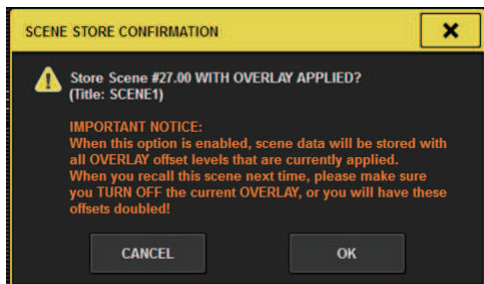 SCENE STORE CONFIRMATION
Store Scene #27.00 WITH OVERLAY APPLIED?
(Title: SCENE1)
IMPORTANT NOTICE:
When this option is enabled, scene data will be stored with
all OVERLAY offset levels that are currently applied.
When you recall this scene next time, please make sure
you TURN OFF the current OVERLAY, or you will have these
offsets doubled!
CANCEL OK